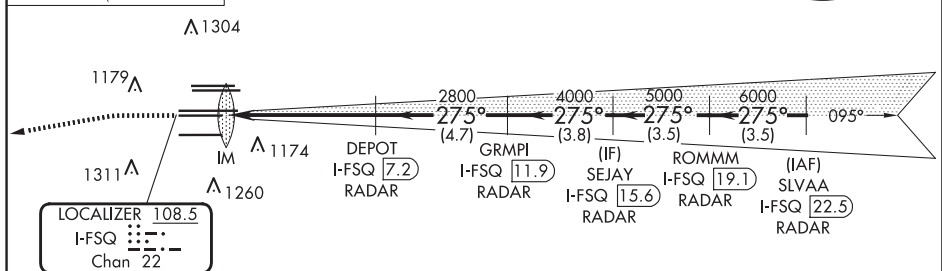 1304
1179
2800
4000
5000
6000
275°
275°
275°
275°
095°
(4.7)
(3.8)
(3.5)
(3.5)
IM
1174
1311
1260
DEPOT
I-FSQ 7.2
RADAR
GRMPI
I-FSQ 11.9
RADAR
(IF)
SEJAY
I-FSQ 15.6
RADAR
ROMMM
I-FSQ 19.1
RADAR
(IAF)
SLVAA
I-FSQ 22.5
RADAR
LOCALIZER 108.5
I-FSQ
Chan 22